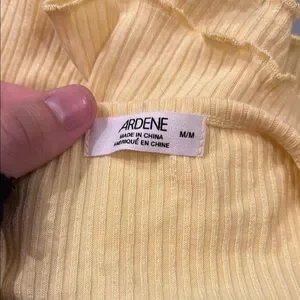 ARDENE
M/M
MADE IN CHINA
FABRIQUÉ EN CHINE